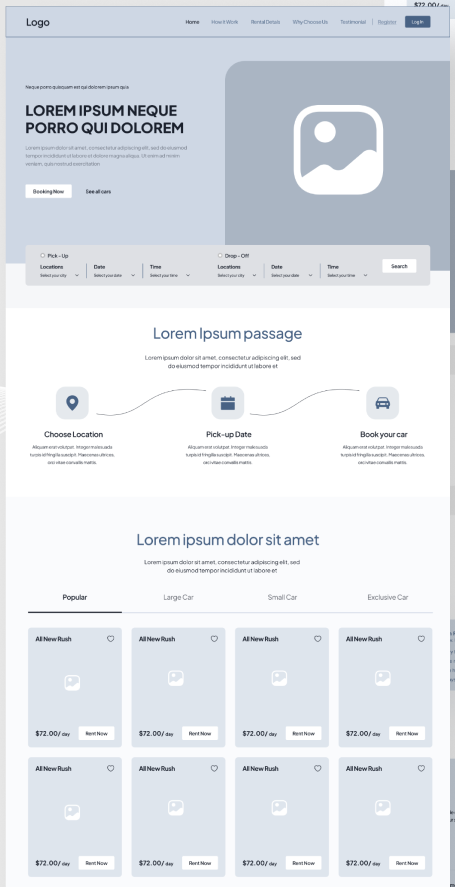 $72.00/ day
Logo
Home How It Work Rental Details Why Choose Us Testimonial Register Log In
Neque porro quisquam est qui dolorem ipsum quia
LOREM IPSUM NEQUE
PORRO QUI DOLOREM
Lorem ipsum dolor sit amet, consectetur adipiscing elit, sed do eiusmod
tempor incididunt ut labore et dolore magna aliqua. Ut enim ad minim
veniam, quis nostrud exercitation
Booking Now See all cars
Pick - Up Drop - Off
Locations Date Time Locations Date Time Search
Select your city Select your date Select your time Select your city Select your date Select your time
Lorem Ipsum passage
Lorem ipsum dolor sit amet, consectetur adipiscing elit, sed
do eiusmod tempor incididunt ut labore et
Choose Location Pick-up Date Book your car
Aliquam erat volutpat. Integer malesuada Aliquam erat volutpat. Integer malesuada Aliquam erat volutpat. Integer malesuada
turpis id fringilla suscipit. Maecenas ultrices, turpis id fringilla suscipit. Maecenas ultrices, turpis id fringilla suscipit. Maecenas ultrices,
orci vitae convallis mattis. orci vitae convallis mattis. orci vitae convallis mattis.
Lorem ipsum dolor sit amet
Lorem ipsum dolor sit amet, consectetur adipiscing elit, sed
do eiusmod tempor incididunt ut labore et
Popular Large Car Small Car Exclusive Car
All New Rush All New Rush All New Rush All New Rush
$72.00/ day Rent Now $72.00/ day Rent Now $72.00/ day Rent Now $72.00/ day Rent Now
All New Rush All New Rush All New Rush All New Rush
$72.00/ day Rent Now $72.00/ day Rent Now $72.00/ day Rent Now $72.00/ day Rent Now